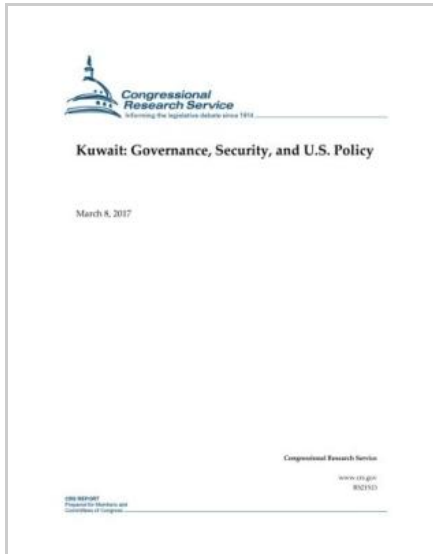 Congressional
Research Service
Informing the legislative debate since 1914
Kuwait: Governance, Security, and U.S. Policy
March 8, 2017
Congressional Research Service
www.crs.gov
RS21513
CRS REPORT
Prepared for Members and
Committees of Congress